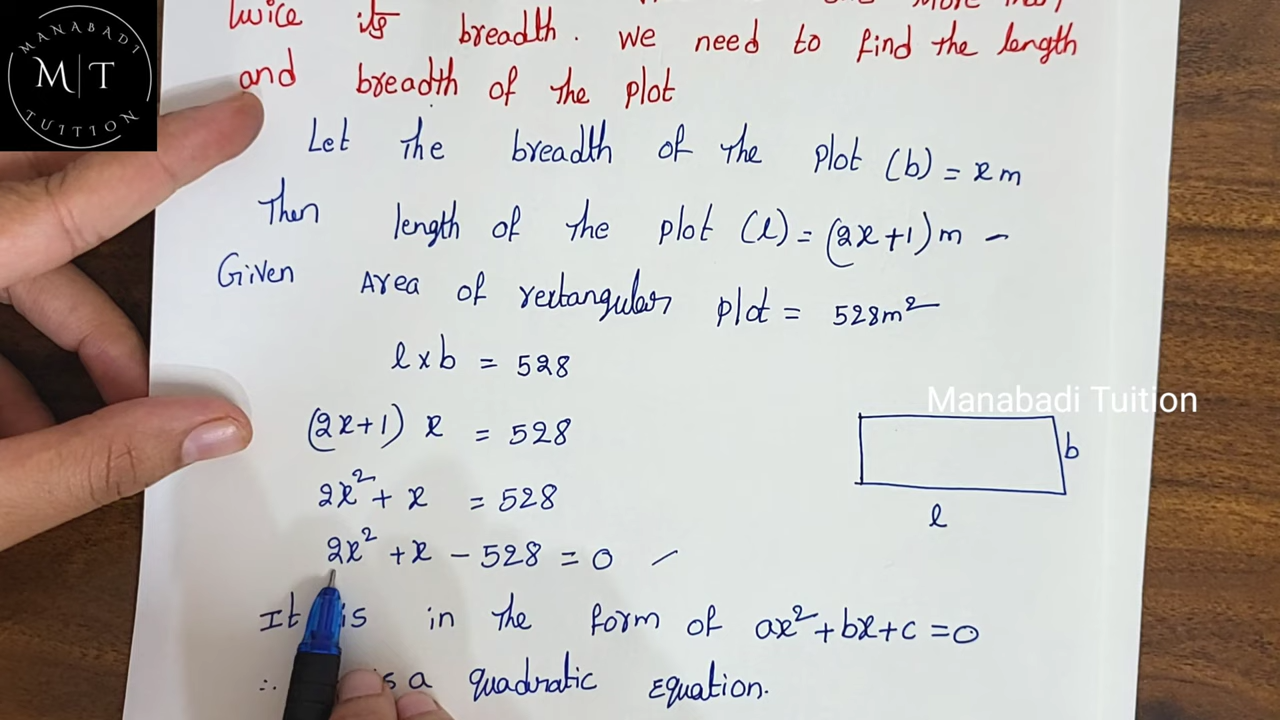 MANABADI
M|T
TUITION
twice its breadth. we need to find the length
and breadth of the plot
Let the breadth of the plot (b) = x m
Then length of the plot (l) = (2x+1) m -
Given Area of rectangular plot = 528m²
l x b = 528
(2x+1) x = 528
Manabadi Tuition
b
2x² + x = 528
l
2x² + x - 528 = 0
It is in the form of ax² + bx + c = 0
∴ is a quadratic Equation.